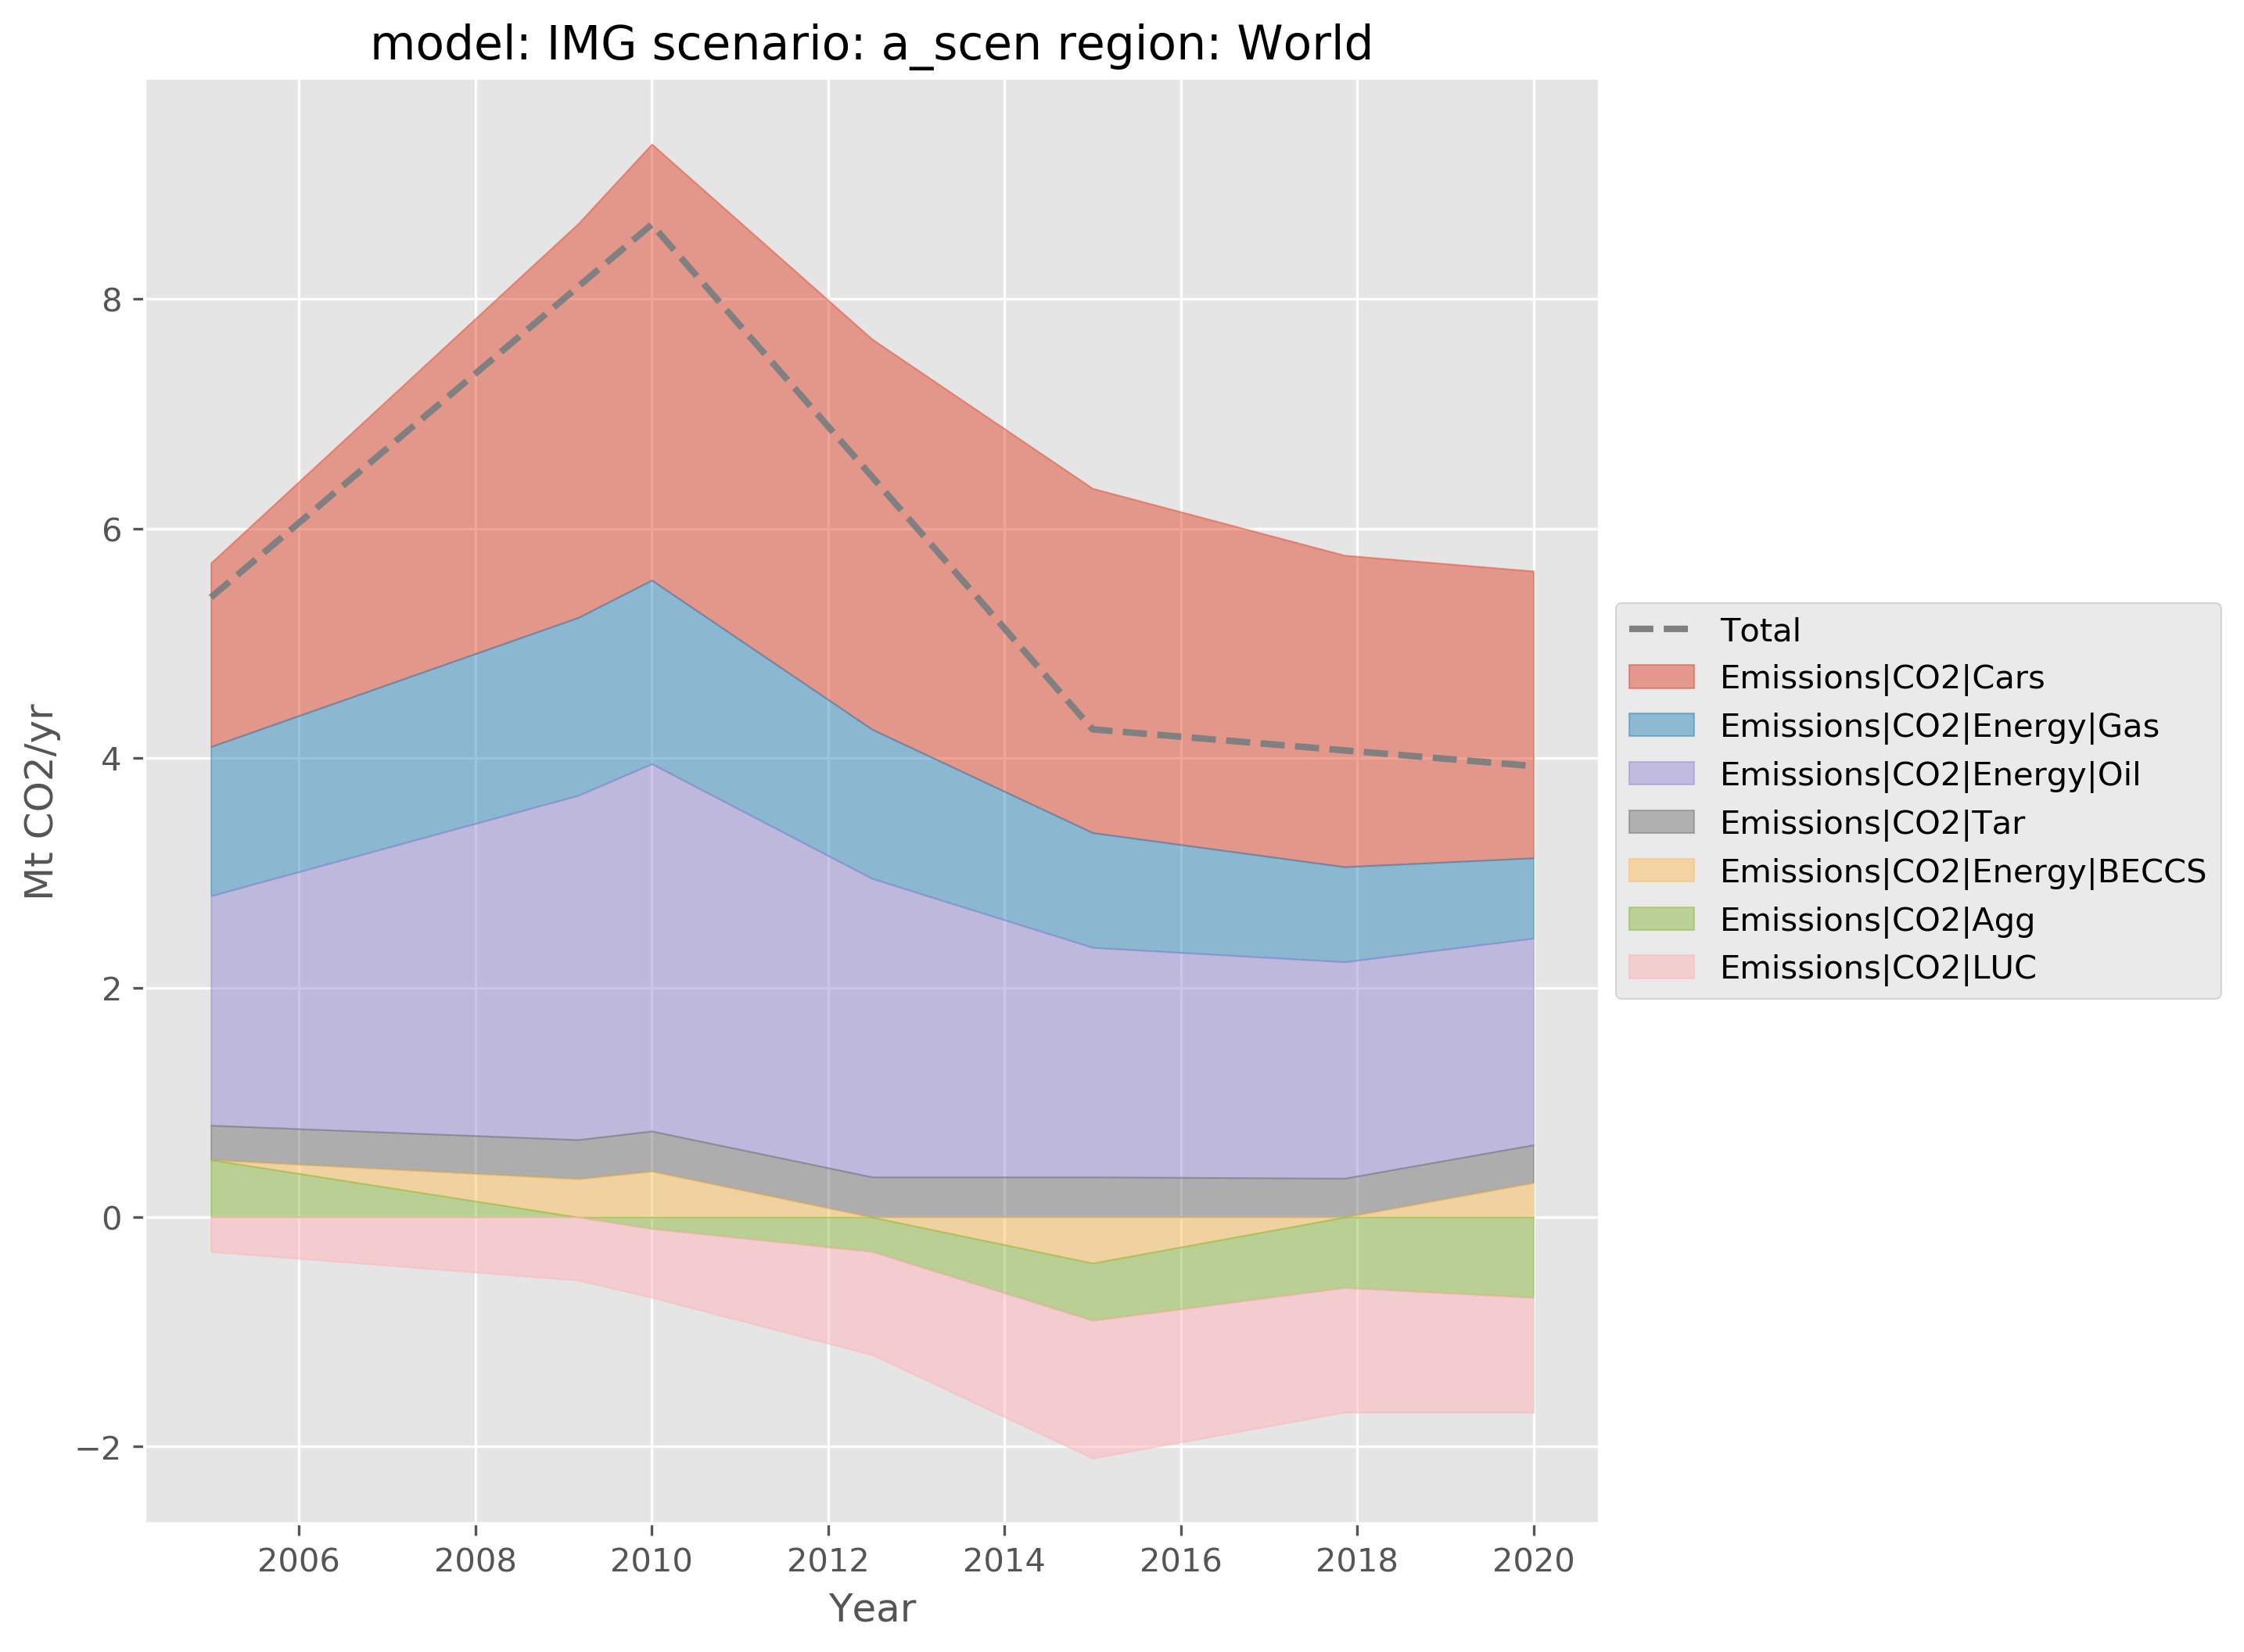 model: IMG scenario: a_scen region: World
8
6
4
2
0
−2
Mt CO2/yr
2006 2008 2010 2012 2014 2016 2018 2020
Year
Total
Emissions|CO2|Cars
Emissions|CO2|Energy|Gas
Emissions|CO2|Energy|Oil
Emissions|CO2|Tar
Emissions|CO2|Energy|BECCS
Emissions|CO2|Agg
Emissions|CO2|LUC